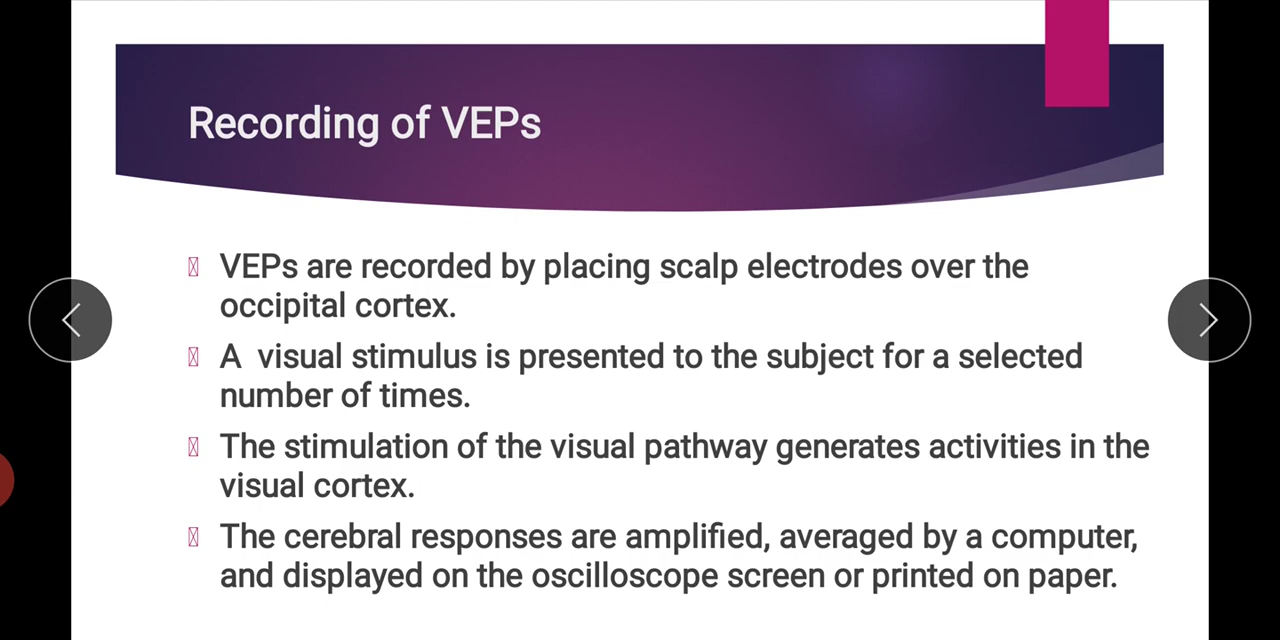 Recording of VEPs
VEPs are recorded by placing scalp electrodes over the
occipital cortex.
A visual stimulus is presented to the subject for a selected
number of times.
The stimulation of the visual pathway generates activities in the
visual cortex.
The cerebral responses are amplified, averaged by a computer,
and displayed on the oscilloscope screen or printed on paper.